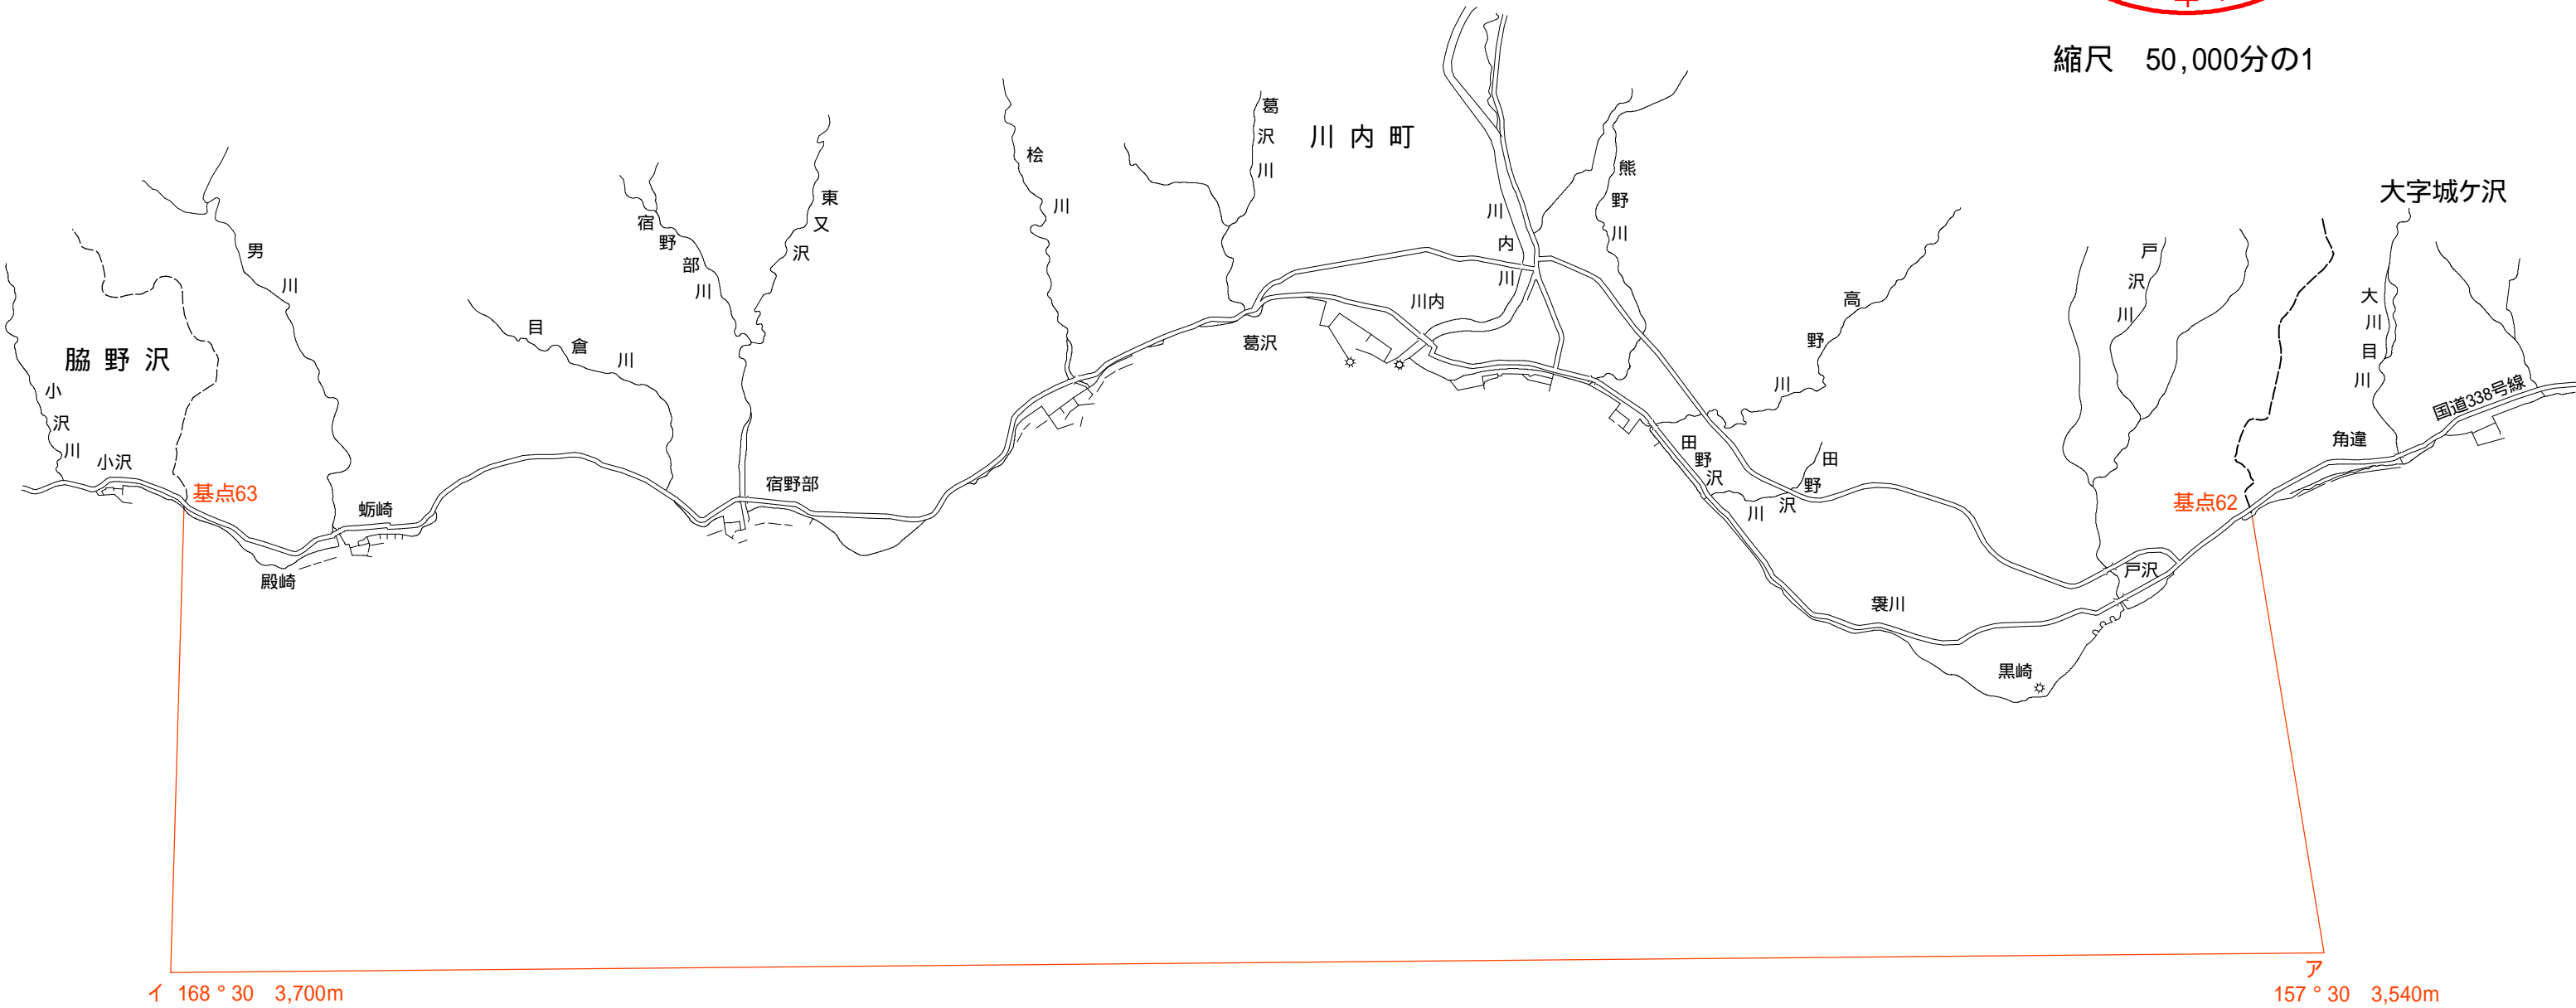 縮尺 50,000分の1
川内町
大字城ケ沢
脇野沢
小沢川
男川
目倉川
宿野部川
東又沢
桧川
葛沢川
川内川
熊野川
高野川
田野沢川
戸沢川
大川目川
国道338号線
角違
川内
葛沢
田野沢
小沢
基点63
蛎崎
殿崎
宿野部
基点62
戸沢
袰川
黒崎
イ 168°30 3,700m
ア
157°30 3,540m